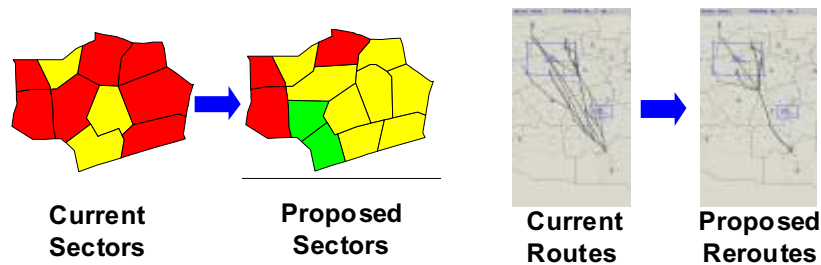 Current
Sectors
Proposed
Sectors
Current
Routes
Proposed
Reroutes